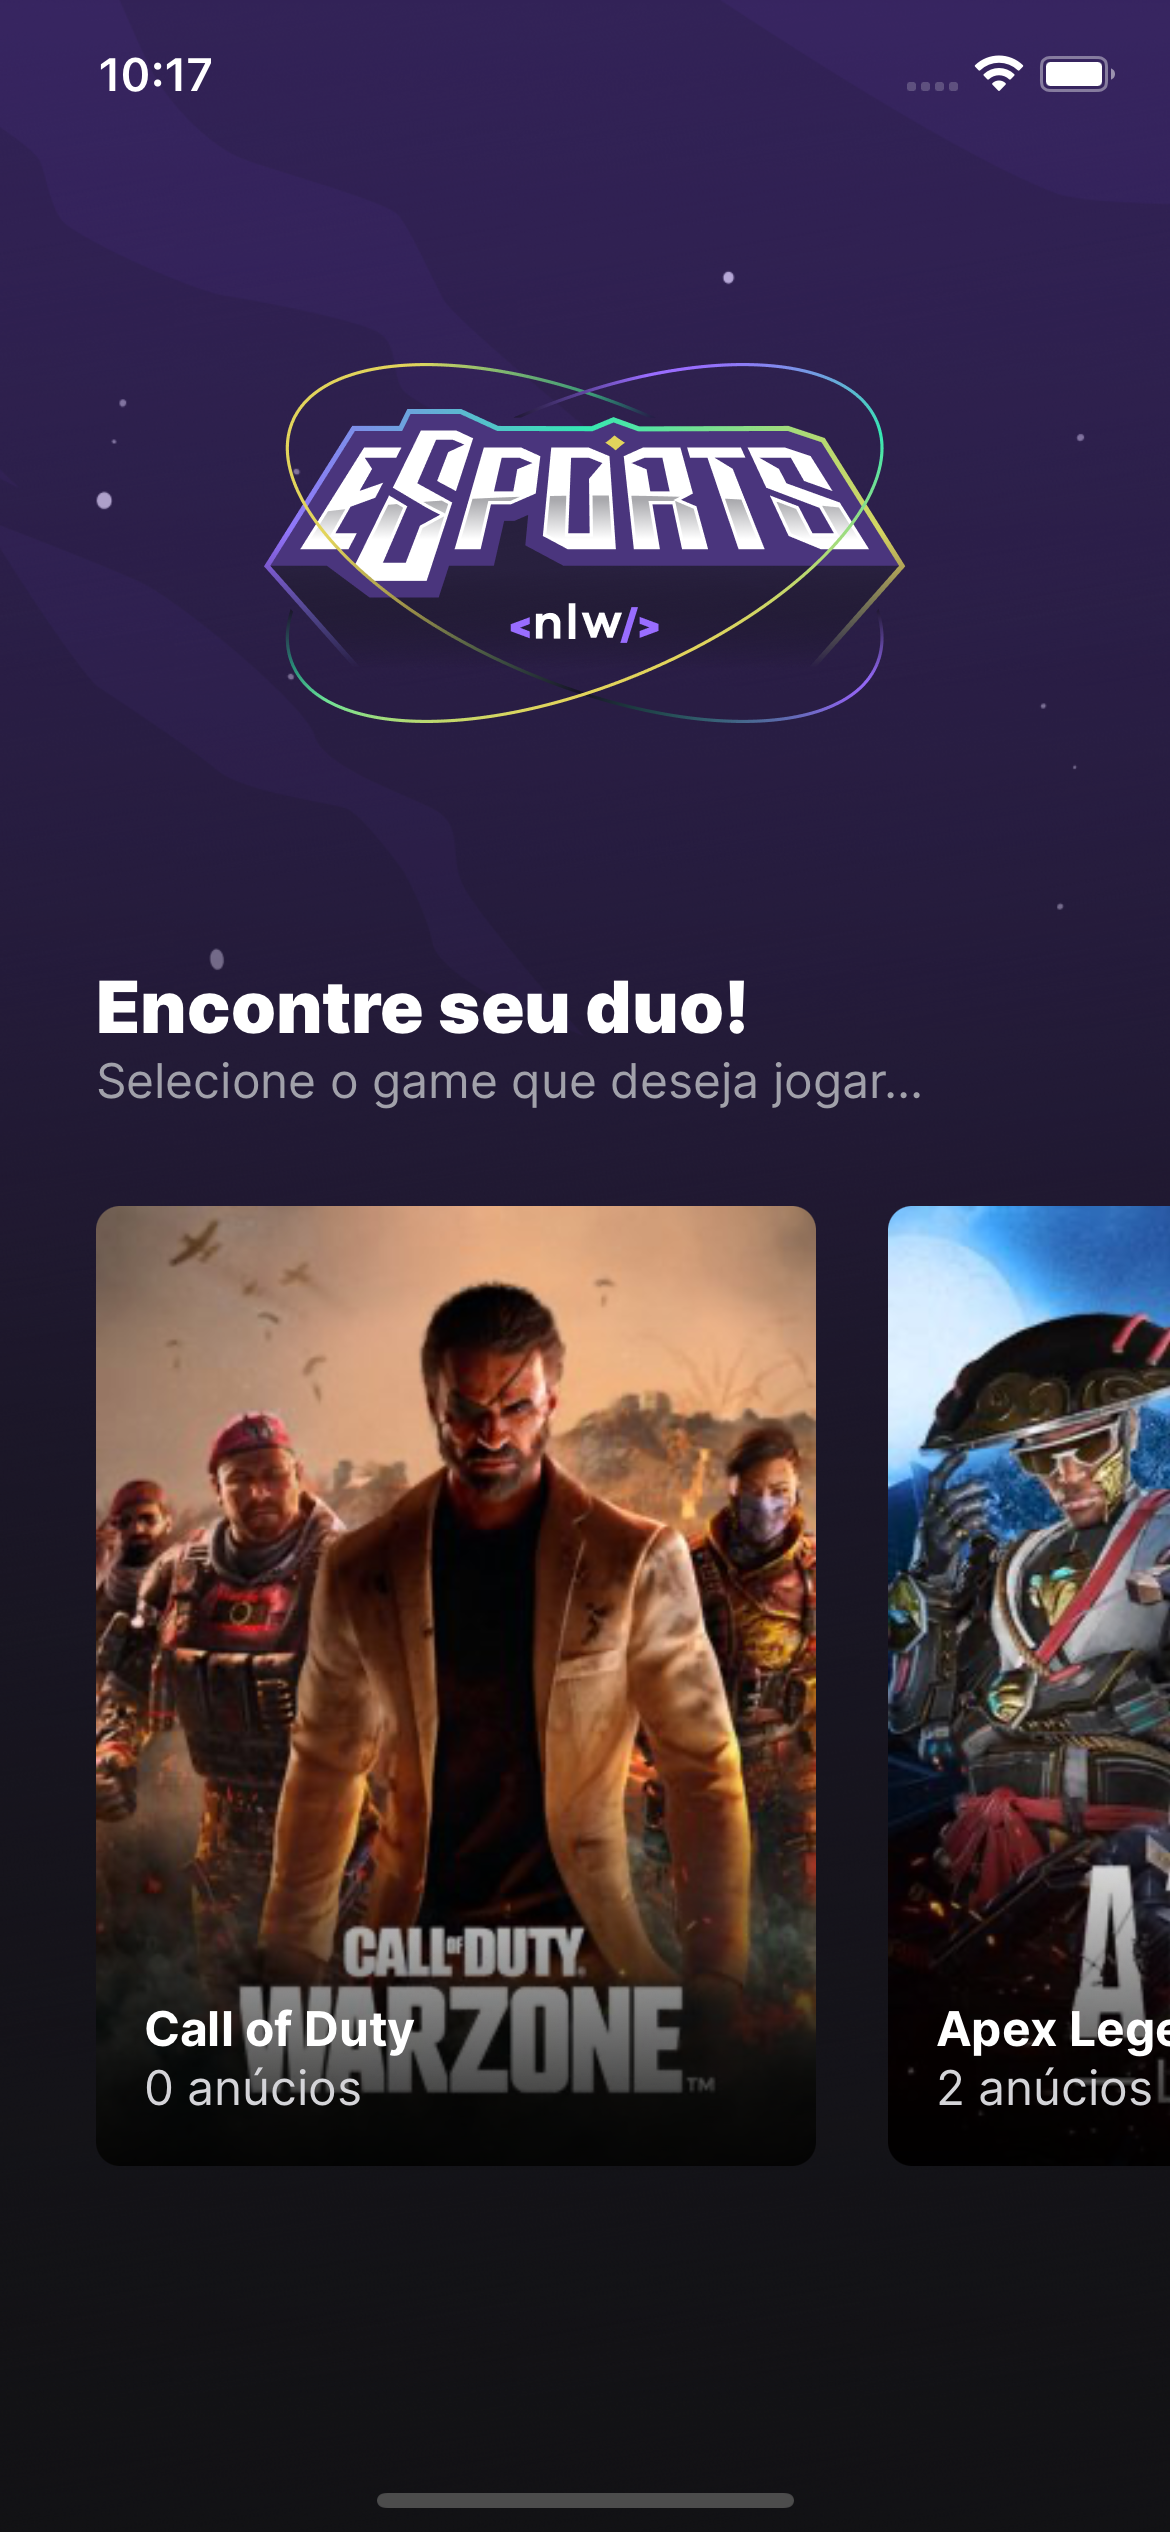 10:17
ESPORTS
<nlw/>
Encontre seu duo!
Selecione o game que deseja jogar...
CALL OF DUTY.
WARZONE™
Call of Duty
0 anúcios
A
Apex Lege
2 anúcios